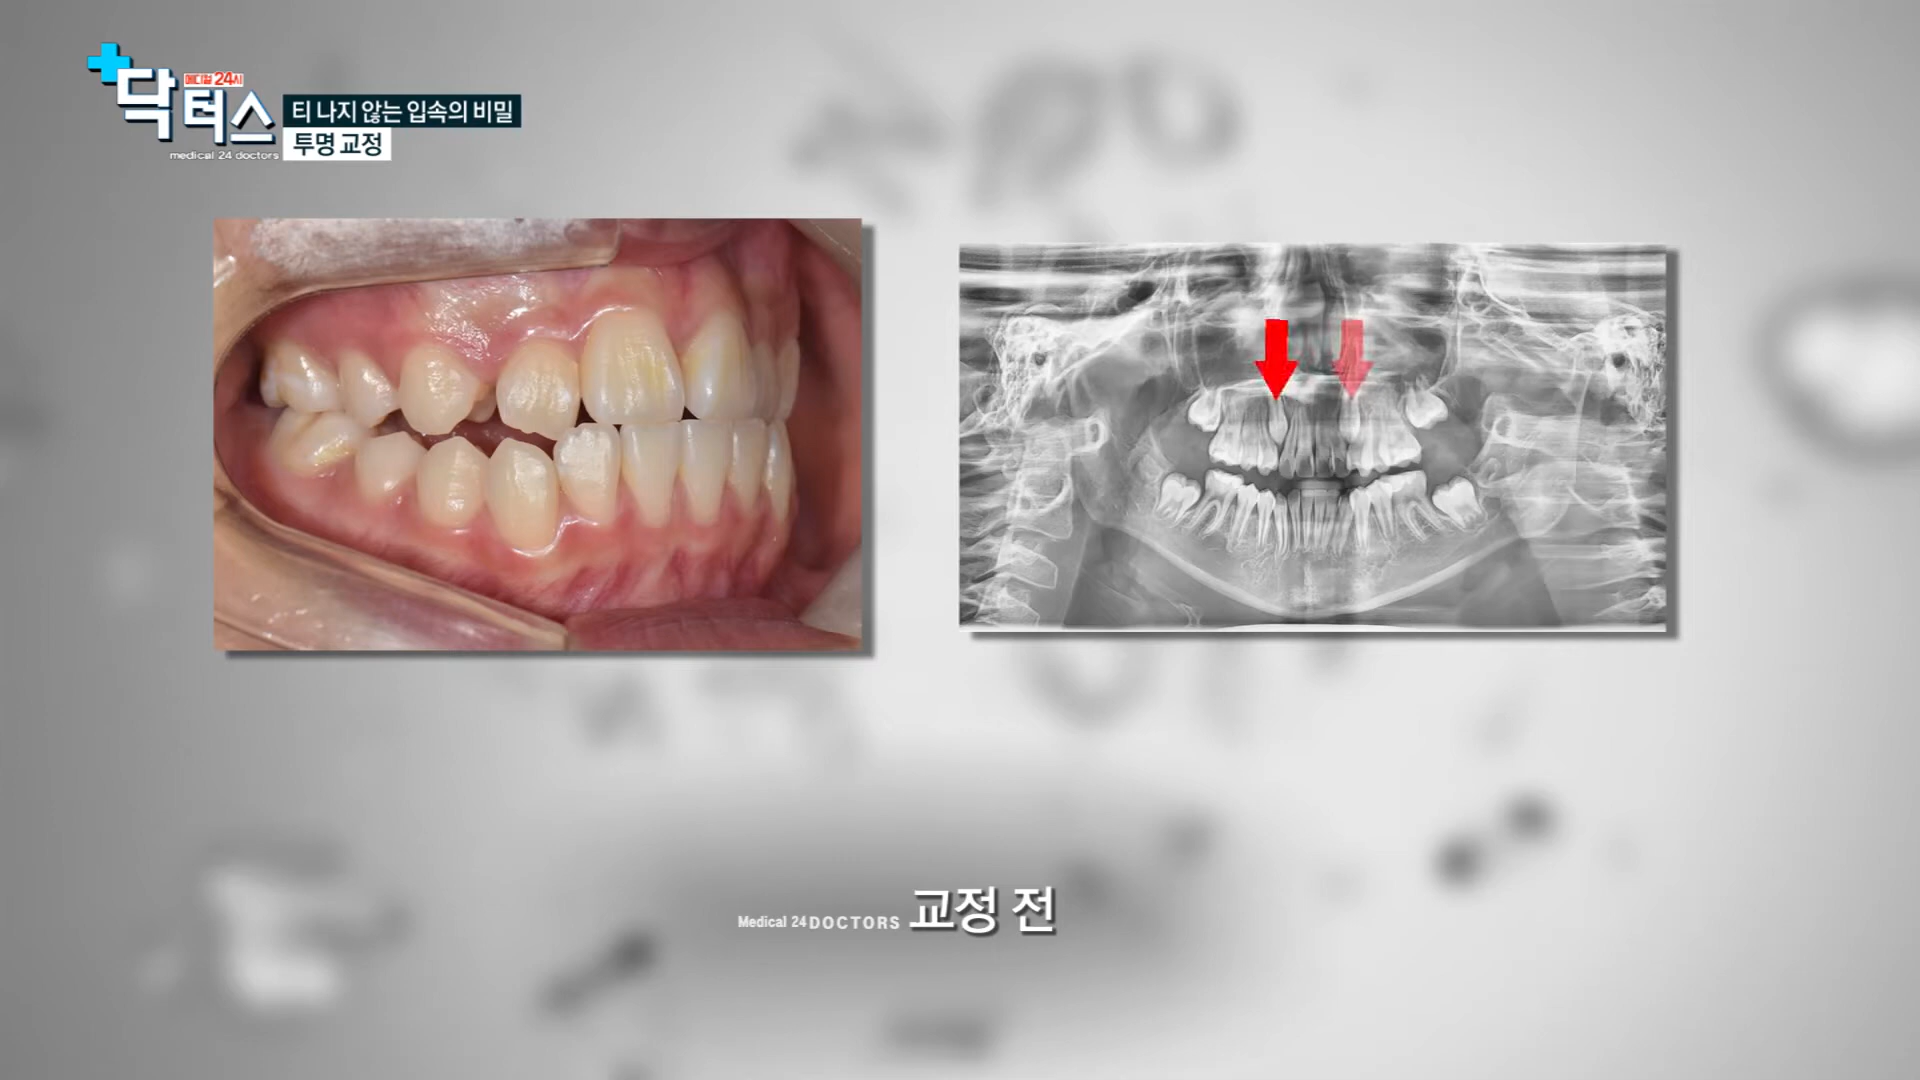 메디컬 24시
닥터스
medical 24 doctors
티 나지 않는 입속의 비밀
투명 교정
Medical 24 DOCTORS 교정 전